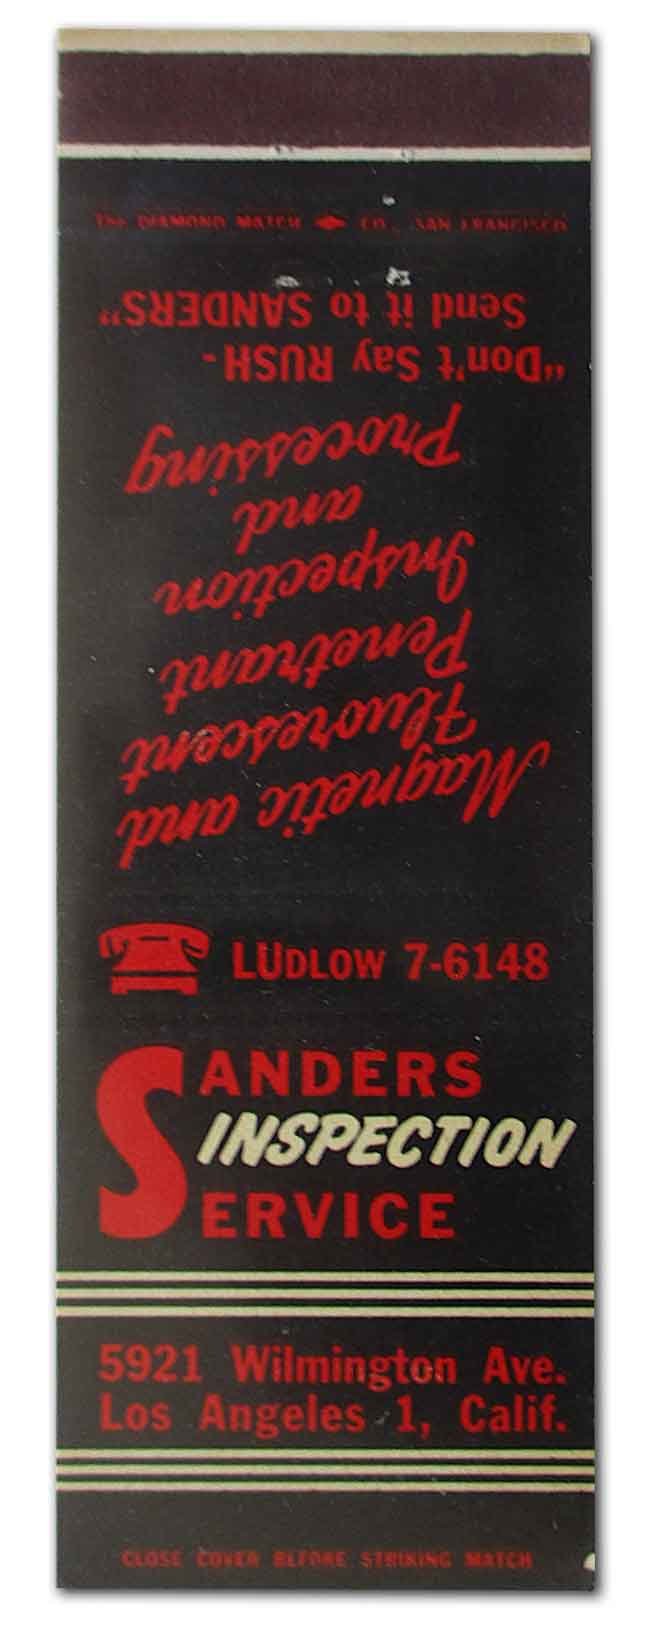 LUDLOW 7-6148
SANDERS
INSPECTION
SERVICE
5921 Wilmington Ave.
Los Angeles 1, Calif.
CLOSE COVER BEFORE STRIKING MATCH
Magnetic and
Fluorescent
Penetrant
Inspection
and
Processing
"Don't Say RUSH -
Send it to SANDERS"
THE DIAMOND MATCH CO., SAN FRANCISCO